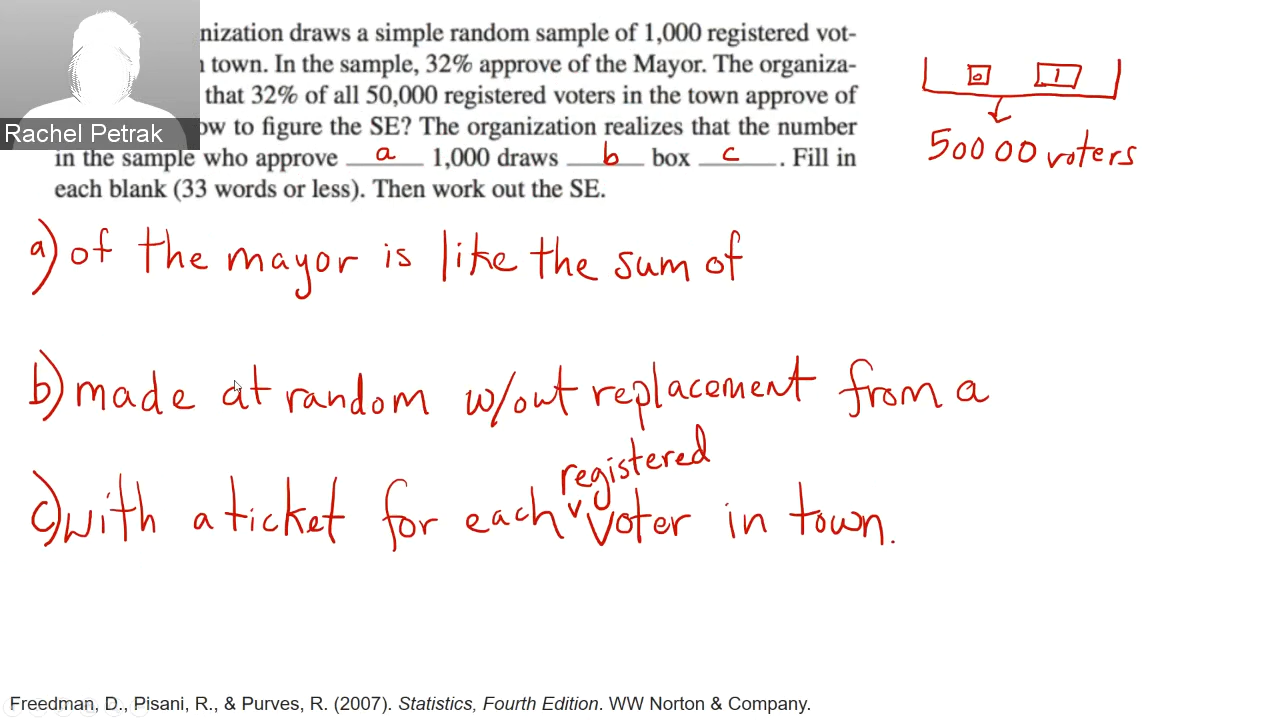 nization draws a simple random sample of 1,000 registered vot-
town. In the sample, 32% approve of the Mayor. The organiza-
that 32% of all 50,000 registered voters in the town approve of
Rachel Petrak
ow to figure the SE? The organization realizes that the number
in the sample who approve a 1,000 draws b box c . Fill in
each blank (33 words or less). Then work out the SE.
0 1
50000 voters
a) of the mayor is like the sum of
b) made at random w/out replacement from a
registered
c) with a ticket for each voter in town.
Freedman, D., Pisani, R., & Purves, R. (2007). Statistics, Fourth Edition. WW Norton & Company.